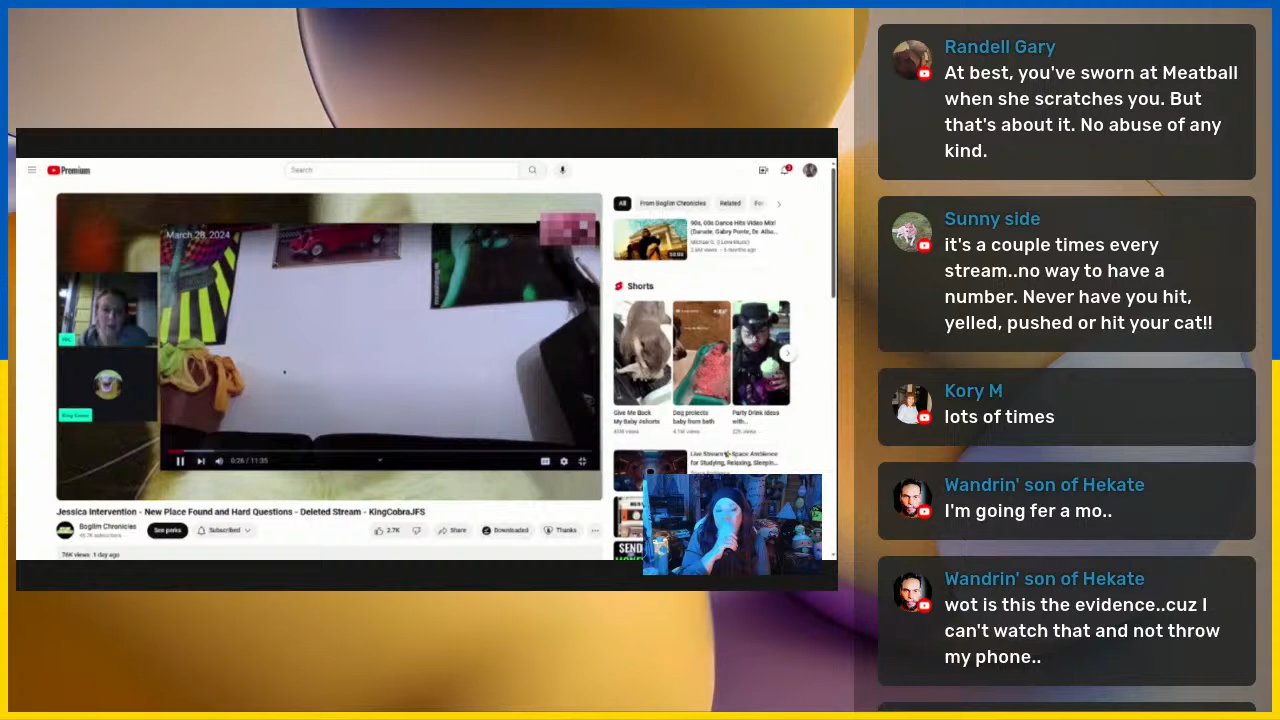 Premium
Search
All
From Boglim Chronicles
Related
March 28, 2024
90s, 00s Dance Hits Video Mix!
Shorts
Give Me Back
My Baby #shorts
Dog protects
baby from bath
Party Drink Ideas
with...
Live Stream
for Studying, Relaxing, Sleepin...
0:26 / 11:35
Jessica Intervention - New Place Found and Hard Questions - Deleted Stream - KingCobraJFS
Boglim Chronicles
See perks
Subscribed
2.7K
Share
Downloaded
Thanks
76K views 1 day ago
SEND
Randell Gary
At best, you've sworn at Meatball
when she scratches you. But
that's about it. No abuse of any
kind.
Sunny side
it's a couple times every
stream..no way to have a
number. Never have you hit,
yelled, pushed or hit your cat!!
Kory M
lots of times
Wandrin' son of Hekate
I'm going fer a mo..
Wandrin' son of Hekate
wot is this the evidence..cuz I
can't watch that and not throw
my phone..